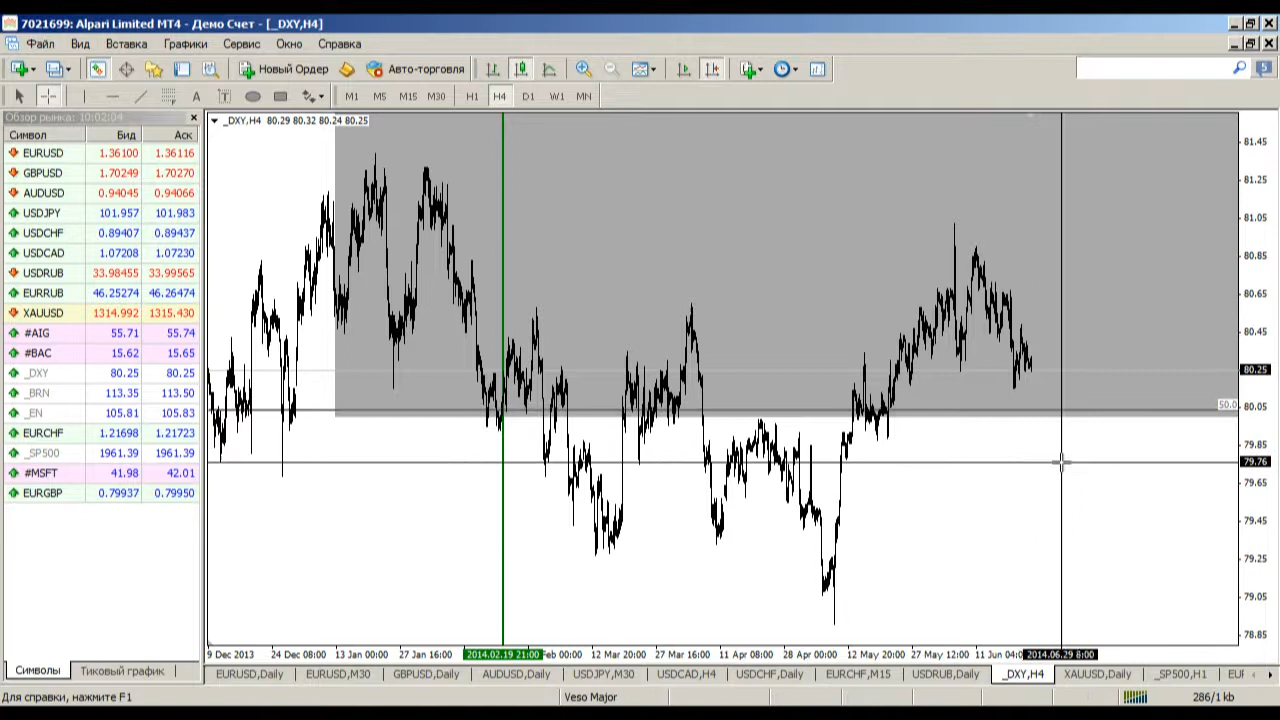 7021699: Alpari Limited MT4 - Демо Счет - [_DXY,H4]
Файл Вид Вставка Графики Сервис Окно Справка
Новый Ордер Авто-торговля 5
A T M1 M5 M15 M30 H1 H4 D1 W1 MN
Обзор рынка: 10:02:04
Символ Бид Аск
EURUSD 1.36100 1.36116
GBPUSD 1.70249 1.70270
AUDUSD 0.94045 0.94066
USDJPY 101.957 101.983
USDCHF 0.89407 0.89437
USDCAD 1.07208 1.07230
USDRUB 33.98455 33.99565
EURRUB 46.25274 46.26474
XAUUSD 1314.992 1315.430
#AIG 55.71 55.74
#BAC 15.62 15.65
_DXY 80.25 80.25
_BRN 113.35 113.50
_EN 105.81 105.83
EURCHF 1.21698 1.21723
_SP500 1961.39 1961.39
#MSFT 41.98 42.01
EURGBP 0.79937 0.79950
Символы Тиковый график
_DXY,H4 80.29 80.32 80.24 80.25
81.45
81.25
81.05
80.85
80.65
80.45
80.25
50.0
80.05
79.85
79.76
79.65
79.45
79.25
79.05
78.85
9 Dec 2013 24 Dec 08:00 13 Jan 00:00 27 Jan 16:00 2014.02.19 21:00 Feb 00:00 12 Mar 20:00 27 Mar 16:00 11 Apr 08:00 28 Apr 00:00 12 May 20:00 27 May 12:00 11 Jun 04:0 2014.06.29 8:00
EURUSD,Daily EURUSD,M30 GBPUSD,Daily AUDUSD,Daily USDJPY,M30 USDCAD,H4 USDCHF,Daily EURCHF,M15 USDRUB,Daily _DXY,H4 XAUUSD,Daily _SP500,H1 EUF
Для справки, нажмите F1 Veso Major 286/1 kb